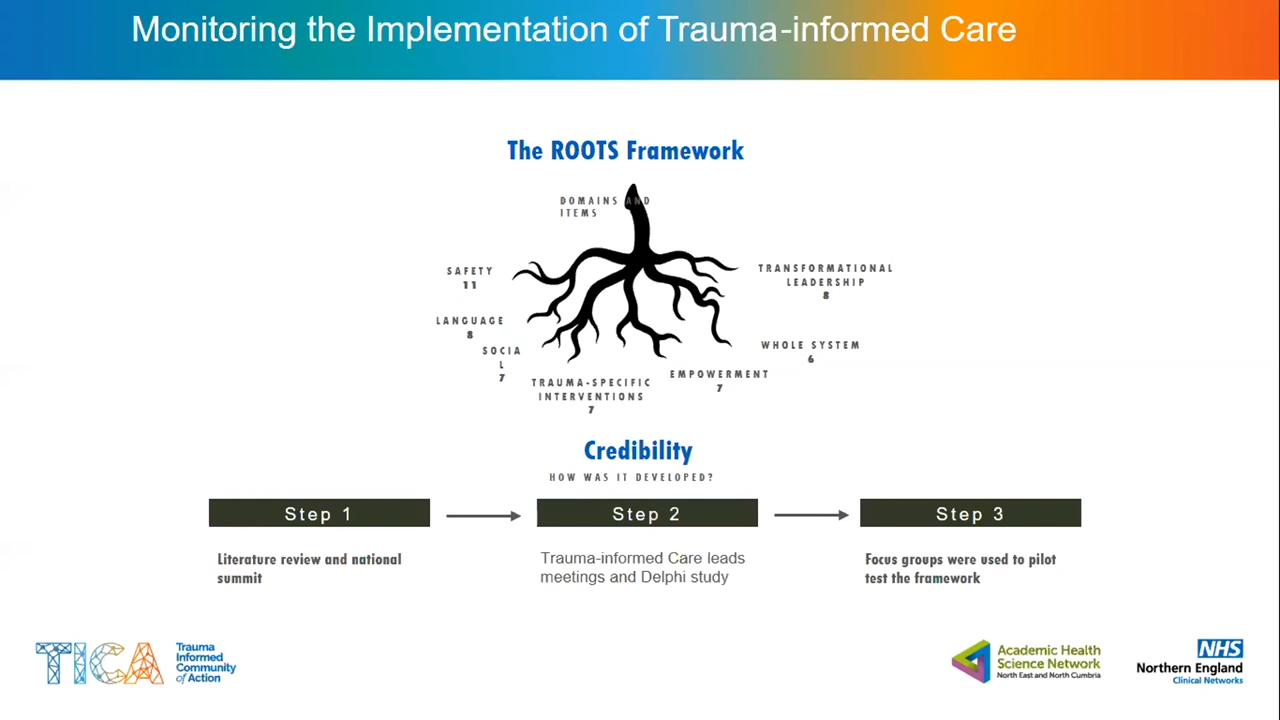 Monitoring the Implementation of Trauma-informed Care
The ROOTS Framework
DOMAINS AND
ITEMS
SAFETY
11
LANGUAGE
8
SOCIA
L
7
TRAUMA-SPECIFIC
INTERVENTIONS
7
EMPOWERMENT
7
WHOLE SYSTEM
6
TRANSFORMATIONAL
LEADERSHIP
8
Credibility
HOW WAS IT DEVELOPED?
Step 1
Step 2
Step 3
Literature review and national
summit
Trauma-informed Care leads
meetings and Delphi study
Focus groups were used to pilot
test the framework
TICA
Trauma
Informed
Community
of Action
Academic Health
Science Network
North East and North Cumbria
NHS
Northern England
Clinical Networks